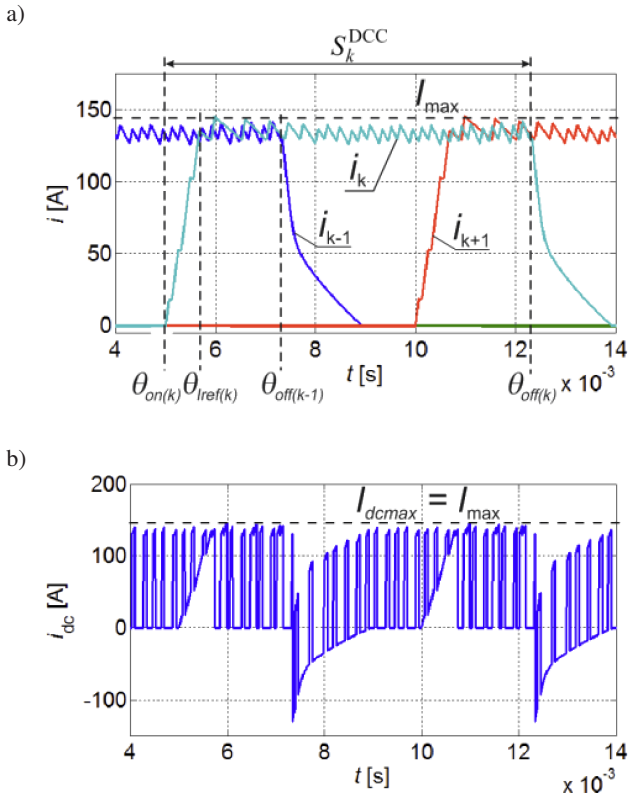 a)
S_k^DCC
I_max
150
100
50
0
i [A]
i_k
i_k-1
i_k+1
4 6 8 10 12 14
θ_on(k) θ_Iref(k) θ_off(k-1) t [s] θ_off(k) x 10^-3
b)
200
100
0
-100
i_dc [A]
I_dcmax = I_max
4 6 8 10 12 14
t [s]
x 10^-3